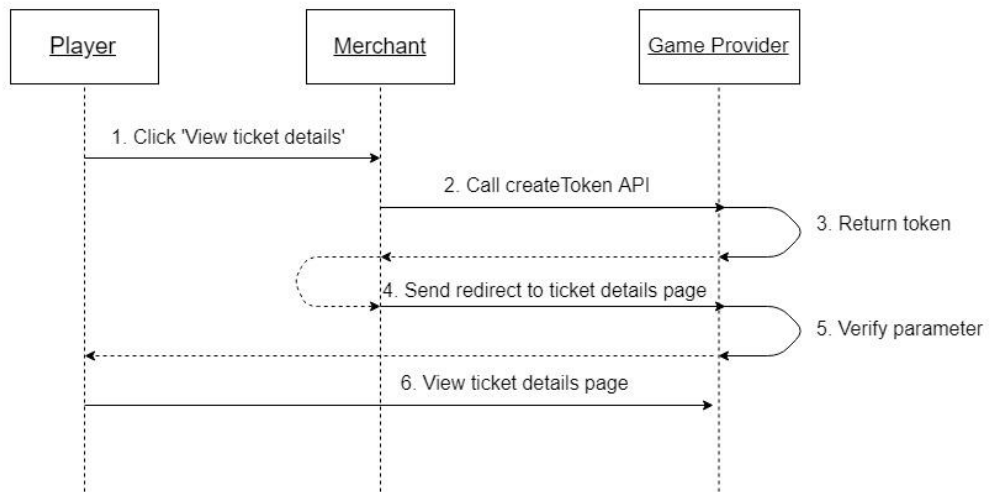 Player
Merchant
Game Provider
1. Click 'View ticket details'
2. Call createToken API
3. Return token
4. Send redirect to ticket details page
5. Verify parameter
6. View ticket details page